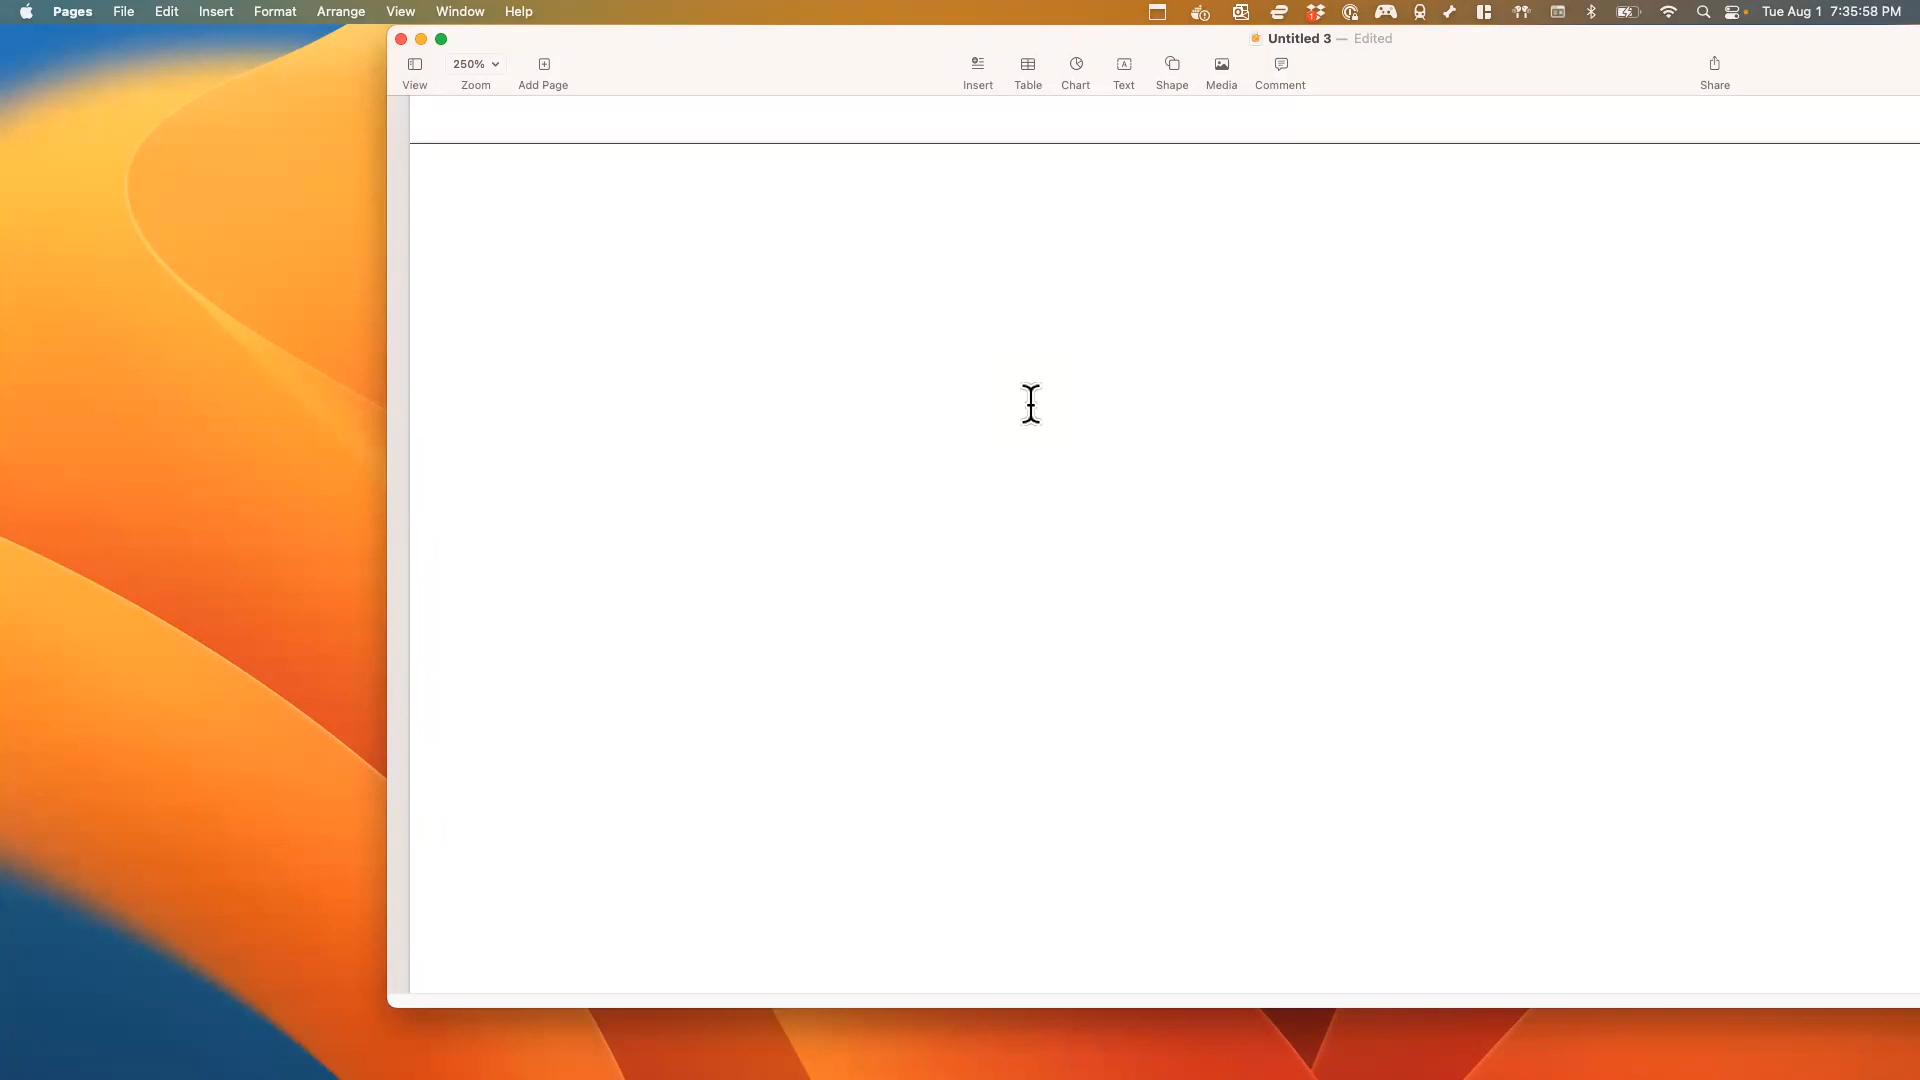 Pages File Edit Insert Format Arrange View Window Help
1
Tue Aug 1 7:35:58 PM
Untitled 3 — Edited
250%
View Zoom Add Page Insert Table Chart Text Shape Media Comment Share